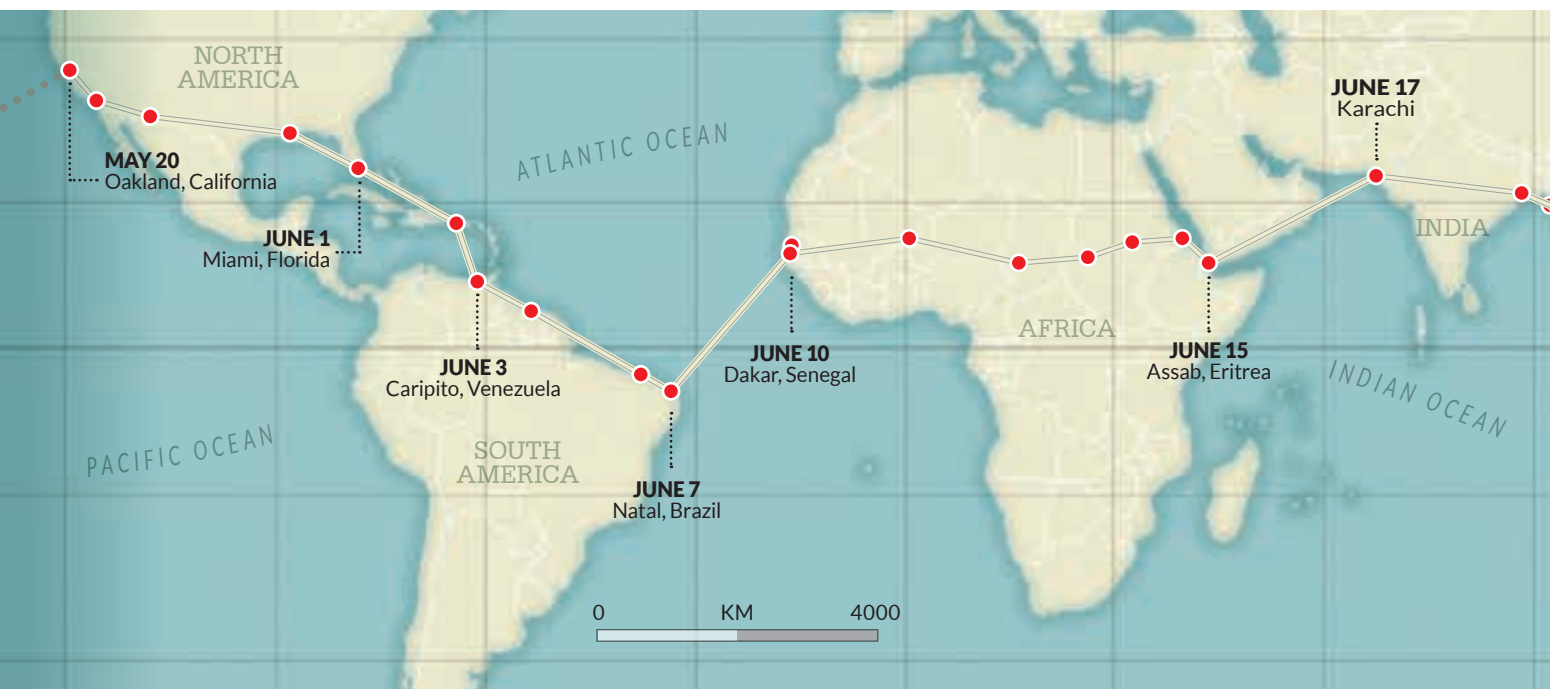 NORTH
AMERICA
MAY 20
Oakland, California
JUNE 1
Miami, Florida
ATLANTIC OCEAN
JUNE 17
Karachi
INDIA
JUNE 3
Caripito, Venezuela
JUNE 10
Dakar, Senegal
AFRICA
JUNE 15
Assab, Eritrea
INDIAN OCEAN
PACIFIC OCEAN
SOUTH
AMERICA
JUNE 7
Natal, Brazil
0 KM 4000